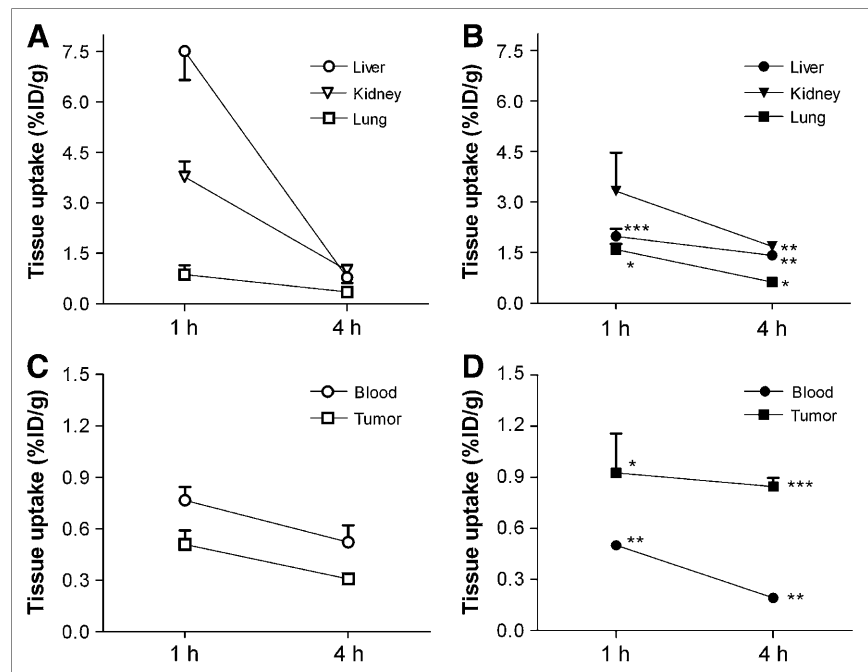 A
Tissue uptake (%ID/g)
7.5
6.0
4.5
3.0
1.5
0.0
Liver
Kidney
Lung
1 h
4 h
B
Tissue uptake (%ID/g)
7.5
6.0
4.5
3.0
1.5
0.0
Liver
Kidney
Lung
***
*
**
**
*
1 h
4 h
C
Tissue uptake (%ID/g)
1.5
1.2
0.9
0.6
0.3
0.0
Blood
Tumor
1 h
4 h
D
Tissue uptake (%ID/g)
1.5
1.2
0.9
0.6
0.3
0.0
Blood
Tumor
*
***
**
**
1 h
4 h